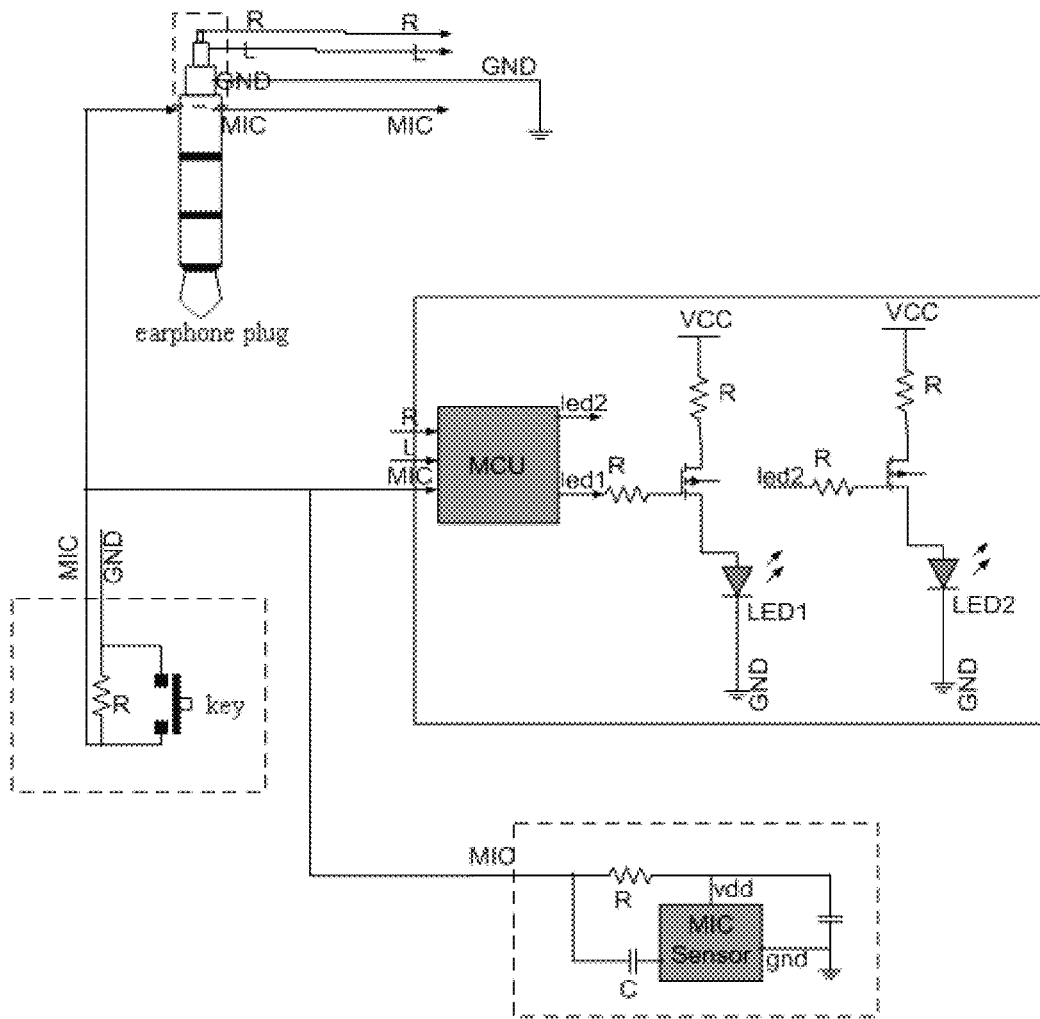 R R
L L
GND GND
MIC MIC
earphone plug
VCC VCC
R R
led2
R
L
MCU
MIC
led1 R
led2 R
LED1 LED2
GND GND
MIC GND
R key
MIC
R vdd
MIC
Sensor gnd
C